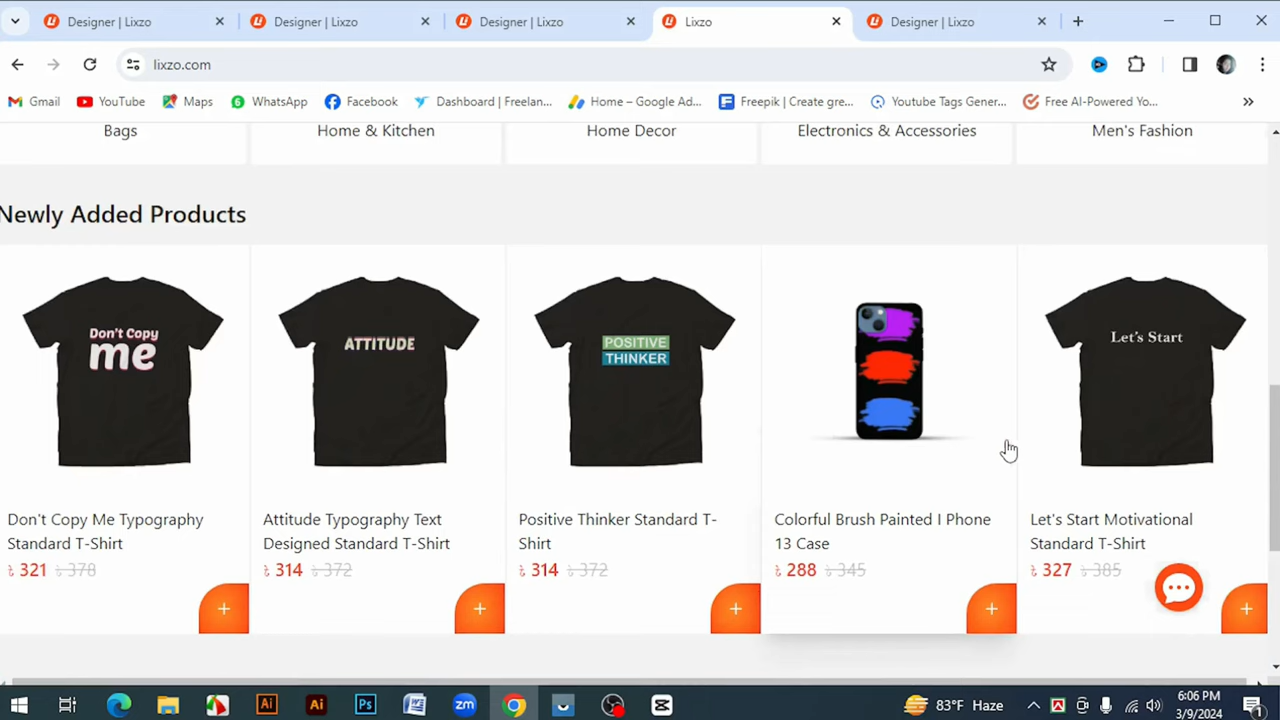 Designer | Lixzo
Designer | Lixzo
Designer | Lixzo
Lixzo
Designer | Lixzo
lixzo.com
Gmail
YouTube
Maps
WhatsApp
Facebook
Dashboard | Freelan...
Home – Google Ad...
Freepik | Create gre...
Youtube Tags Gener...
Free AI-Powered Yo...
Bags
Home & Kitchen
Home Decor
Electronics & Accessories
Men's Fashion
Newly Added Products
Don't Copy
me
ATTITUDE
POSITIVE
THINKER
Let's Start
Don't Copy Me Typography
Standard T-Shirt
৳ 321 ৳ 378
Attitude Typography Text
Designed Standard T-Shirt
৳ 314 ৳ 372
Positive Thinker Standard T-
Shirt
৳ 314 ৳ 372
Colorful Brush Painted I Phone
13 Case
৳ 288 ৳ 345
Let's Start Motivational
Standard T-Shirt
৳ 327 ৳ 385
Ai
Ai
Ps
zm
83°F Haze
6:06 PM
3/9/2024